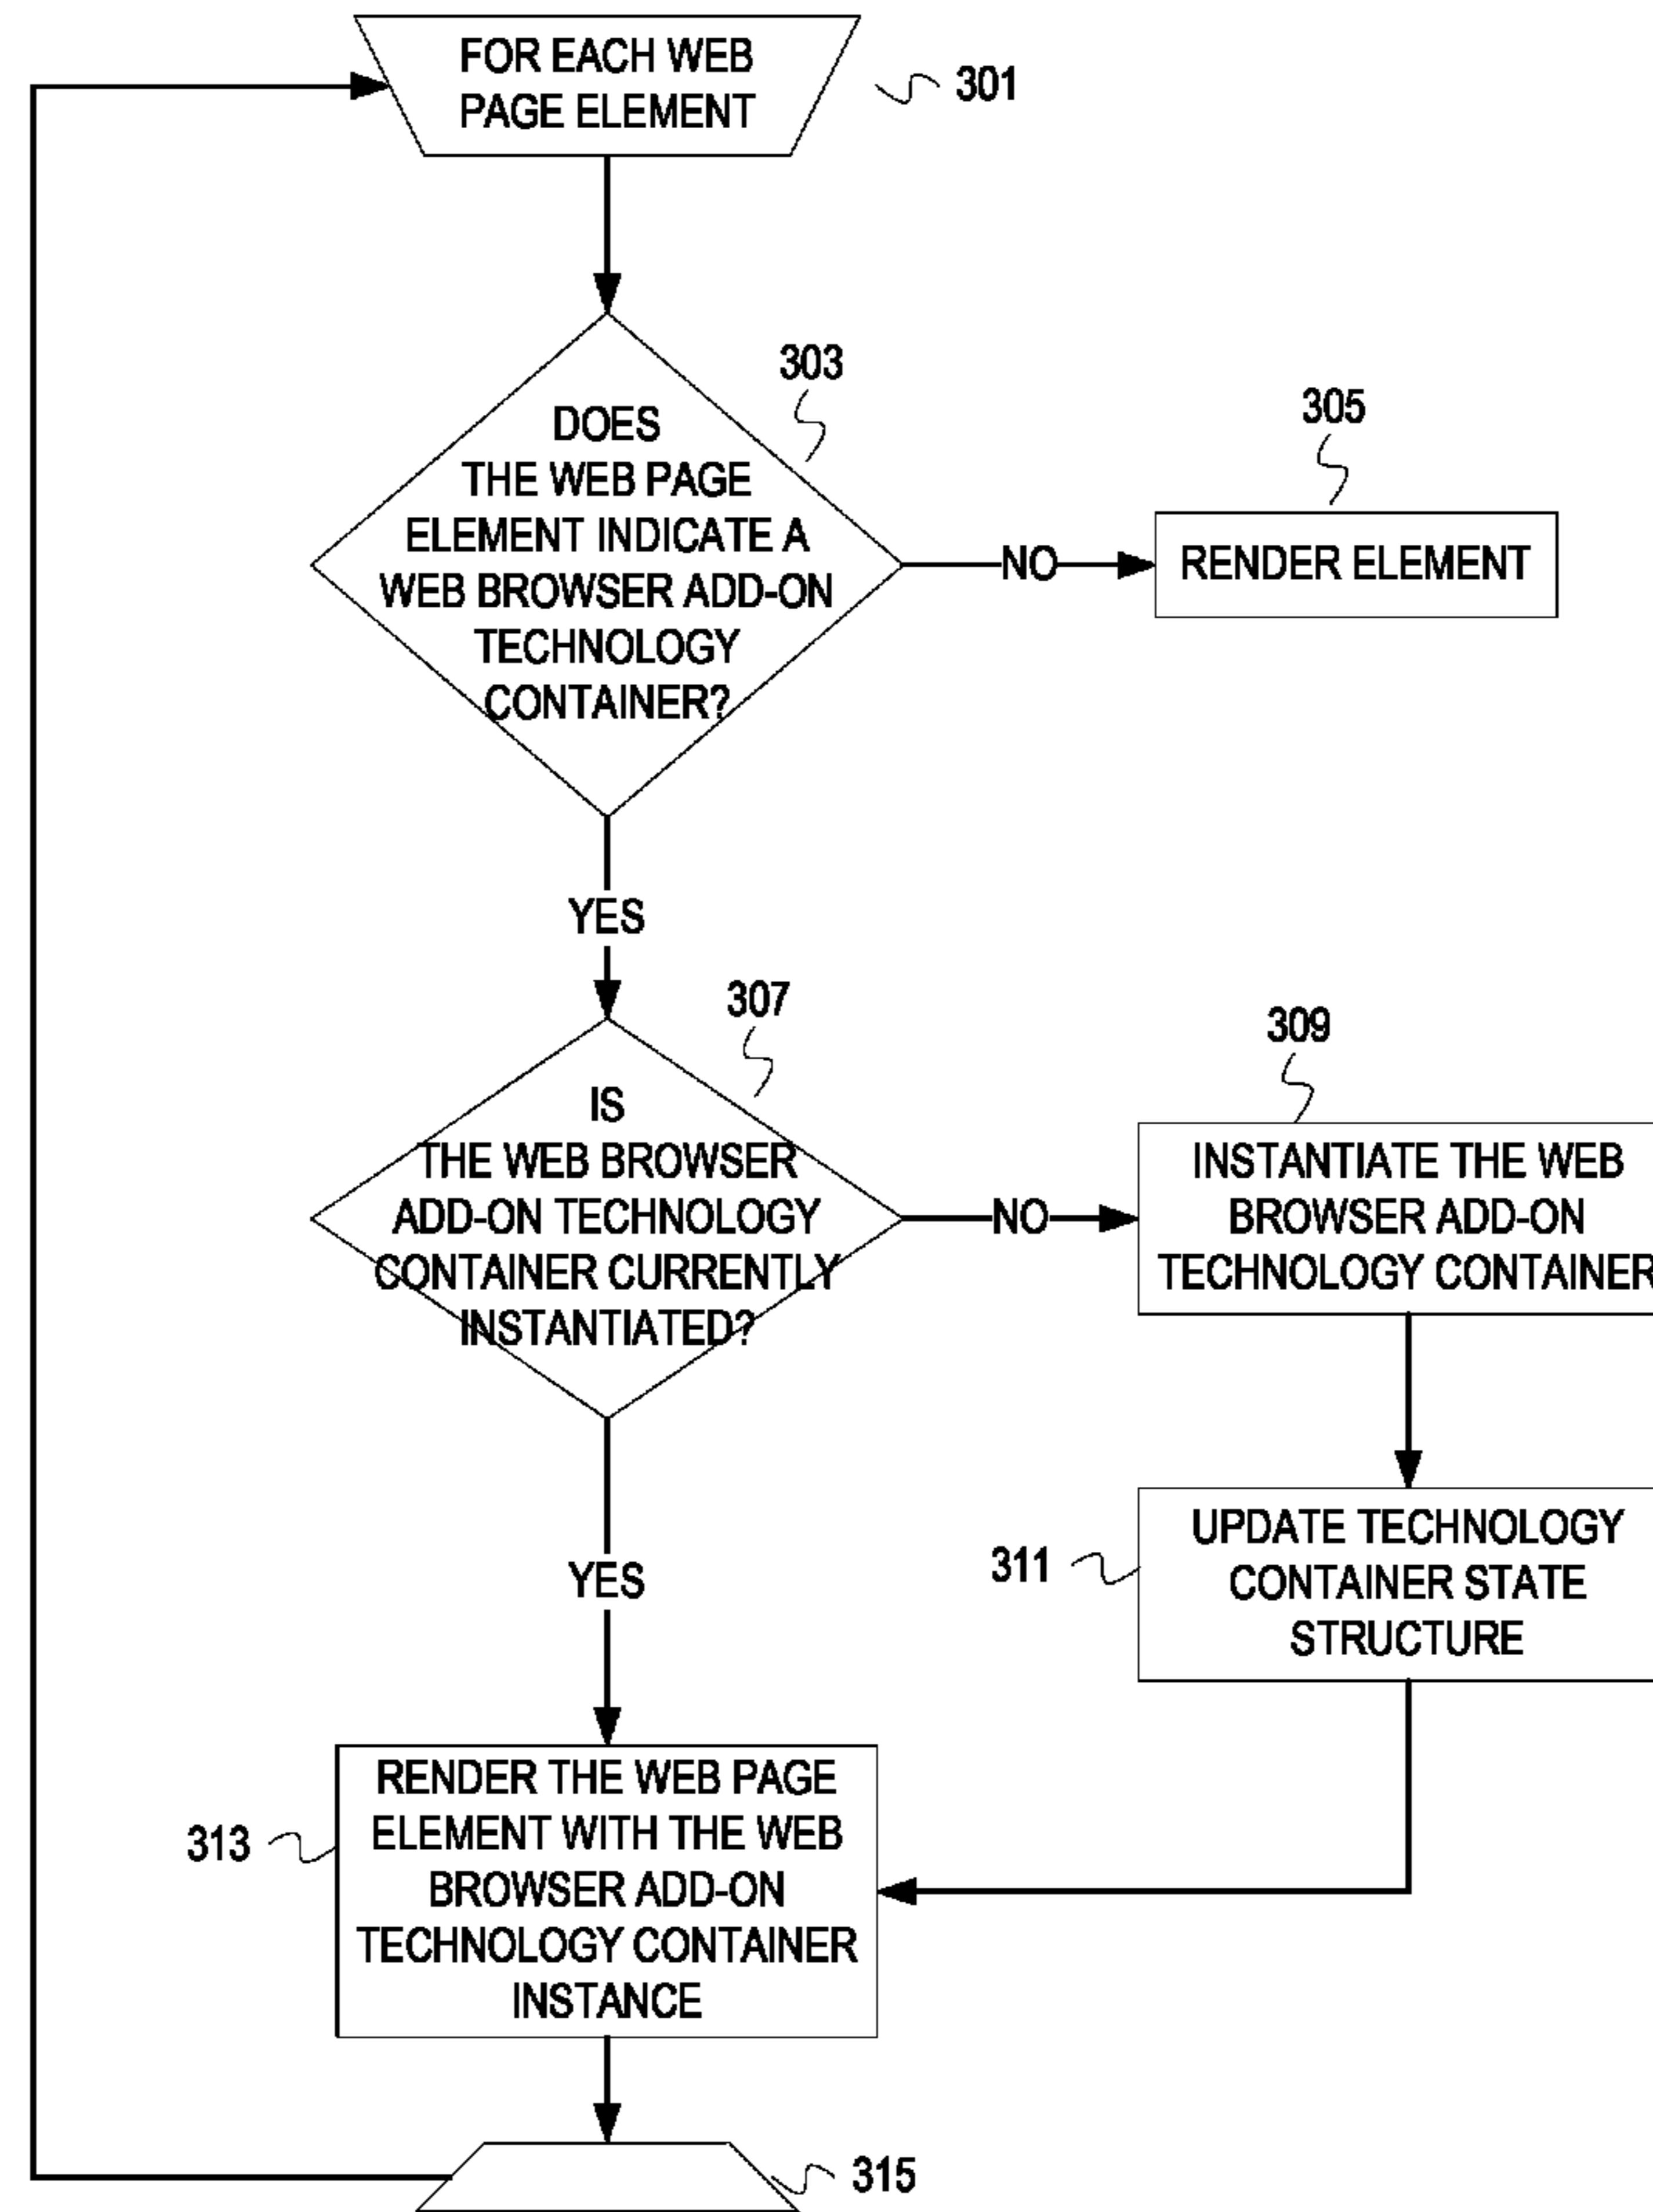 FOR EACH WEB
PAGE ELEMENT
301
303
DOES
THE WEB PAGE
ELEMENT INDICATE A
WEB BROWSER ADD-ON
TECHNOLOGY
CONTAINER?
NO
305
RENDER ELEMENT
YES
307
IS
THE WEB BROWSER
ADD-ON TECHNOLOGY
CONTAINER CURRENTLY
INSTANTIATED?
NO
309
INSTANTIATE THE WEB
BROWSER ADD-ON
TECHNOLOGY CONTAINER
311
UPDATE TECHNOLOGY
CONTAINER STATE
STRUCTURE
YES
313
RENDER THE WEB PAGE
ELEMENT WITH THE WEB
BROWSER ADD-ON
TECHNOLOGY CONTAINER
INSTANCE
315